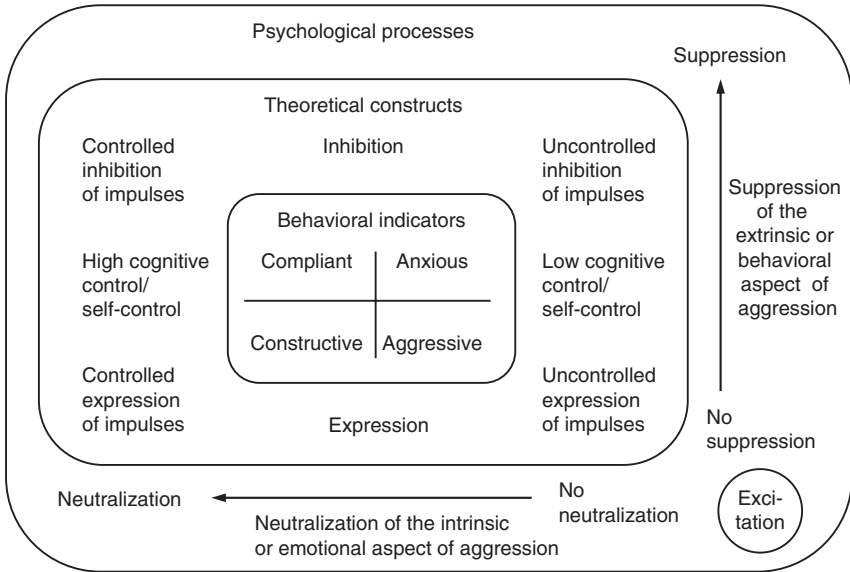 Psychological processes
Suppression
Theoretical constructs
Controlled
inhibition
of impulses
Inhibition
Uncontrolled
inhibition
of impulses
Suppression
of the
extrinsic or
behavioral
aspect of
aggression
Behavioral indicators
High cognitive
control/
self-control
Compliant
Anxious
Low cognitive
control/
self-control
Constructive
Aggressive
Controlled
expression
of impulses
Expression
Uncontrolled
expression
of impulses
No
suppression
Neutralization
No
neutralization
Neutralization of the intrinsic
or emotional aspect of aggression
Exci-
tation